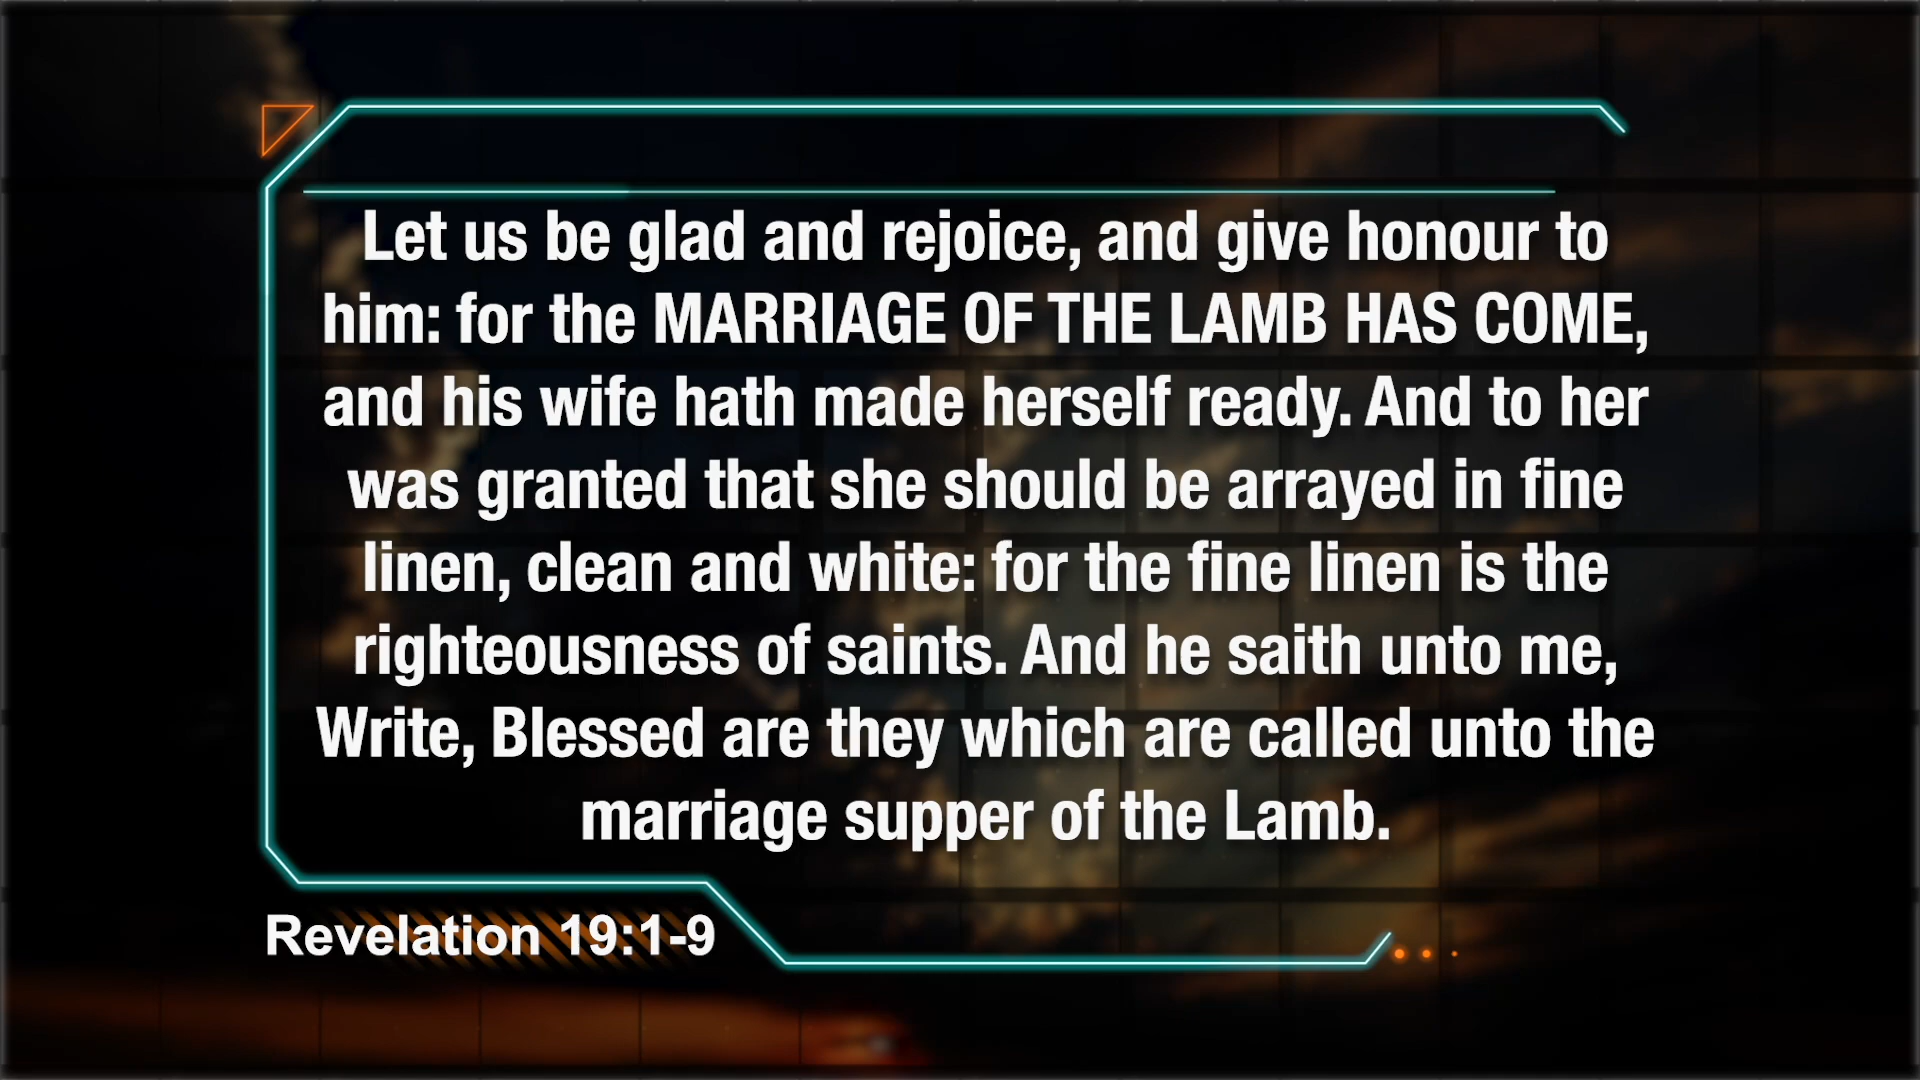 Let us be glad and rejoice, and give honour to
him: for the MARRIAGE OF THE LAMB HAS COME,
and his wife hath made herself ready. And to her
was granted that she should be arrayed in fine
linen, clean and white: for the fine linen is the
righteousness of saints. And he saith unto me,
Write, Blessed are they which are called unto the
marriage supper of the Lamb.
Revelation 19:1-9